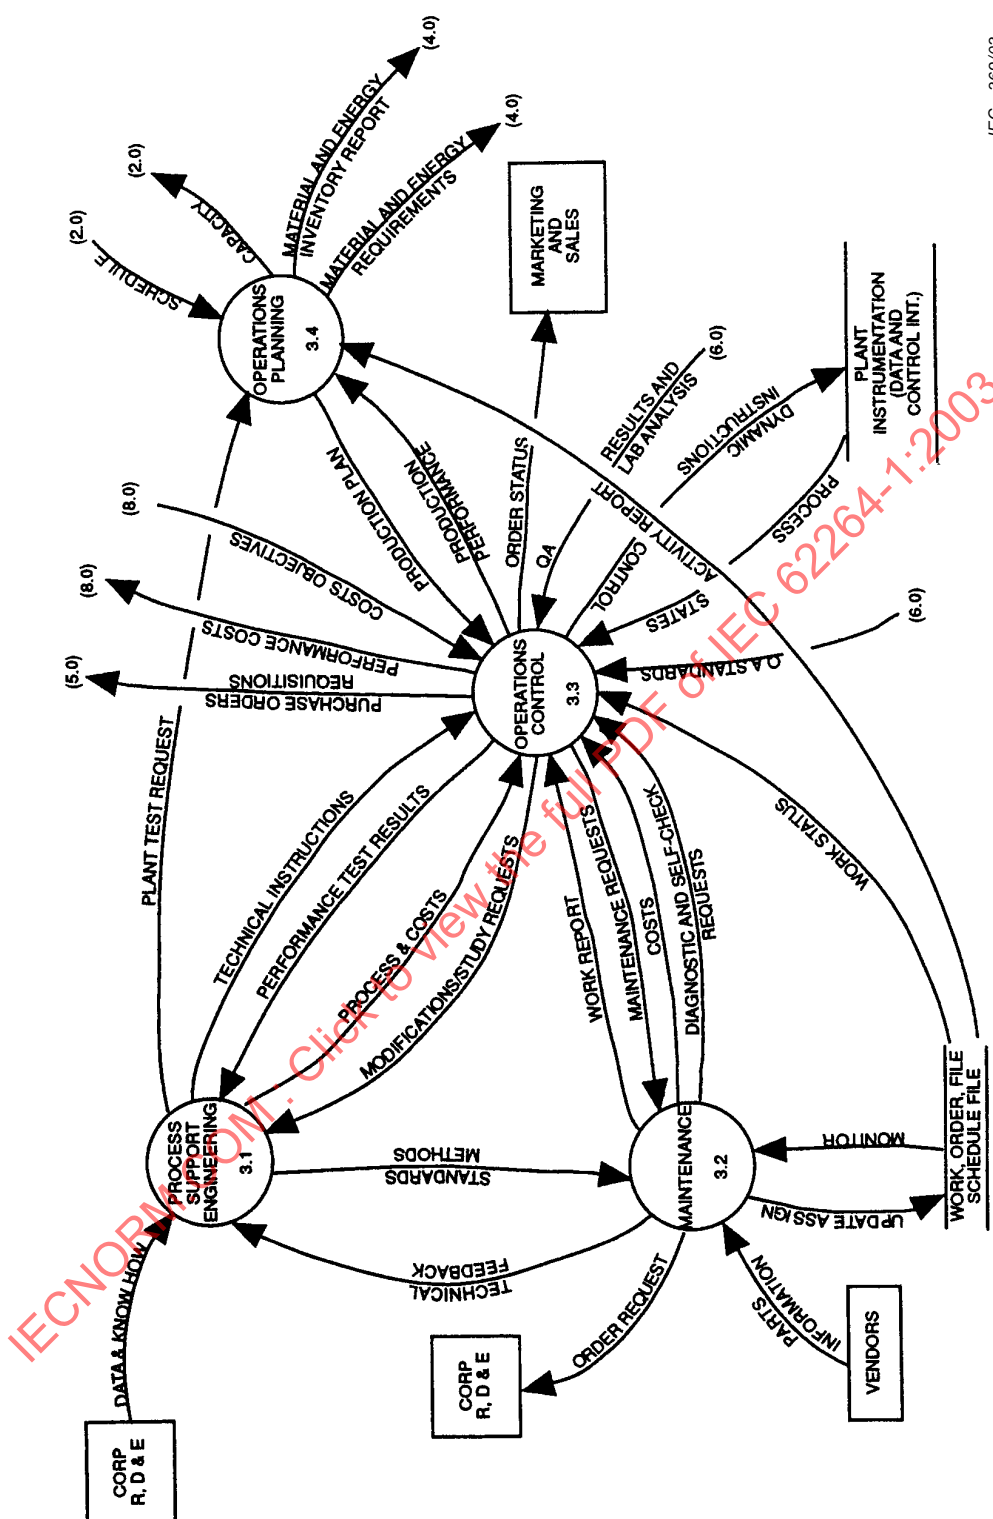 DATA & KNOW HOW
CORP
R, D & E
PROCESS
SUPPORT
ENGINEERING
3.1
PLANT TEST REQUEST
TECHNICAL INSTRUCTIONS
PERFORMANCE TEST RESULTS
PROCESS & COSTS
MODIFICATIONS/STUDY REQUESTS
STANDARDS
METHODS
TECHNICAL
FEEDBACK
CORP
R, D & E
ORDER REQUEST
MAINTENANCE
3.2
VENDORS
PARTS
INFORMATION
UPDATE ASSIGN
MONITOR
WORK, ORDER, FILE
SCHEDULE FILE
WORK REPORT
MAINTENANCE REQUESTS
COSTS
DIAGNOSTIC AND SELF-CHECK
REQUESTS
WORK STATUS
ACTIVITY REPORT
OPERATIONS
CONTROL
3.3
(5.0)
PURCHASE ORDERS
REQUISITIONS
(8.0)
PERFORMANCE COSTS
(8.0)
COSTS OBJECTIVES
PRODUCTION PLAN
PRODUCTION
PERFORMANCE
ORDER STATUS
MARKETING
AND
SALES
QA
RESULTS AND
LAB ANALYSIS
(6.0)
CONTROL
DYNAMIC
INSTRUCTIONS
STATES
PROCESS
PLANT
INSTRUMENTATION
(DATA AND
CONTROL INT.)
Q A STANDARDS
(6.0)
OPERATIONS
PLANNING
3.4
(2.0)
SCHEDULE
(2.0)
CAPACITY
MATERIAL AND ENERGY
INVENTORY REPORT
(4.0)
MATERIAL AND ENERGY
REQUIREMENTS
(4.0)
IECNORM.COM : Click to view the full PDF of IEC 62264-1:2003